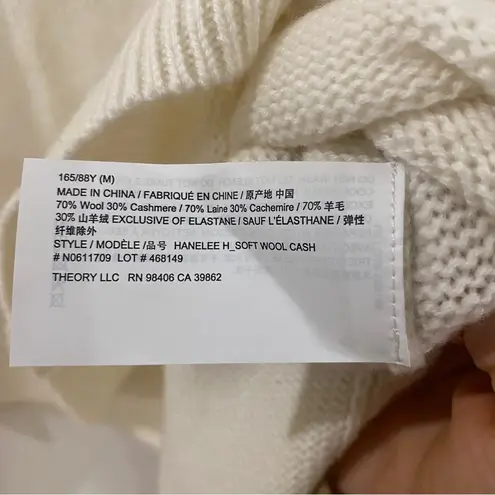 165/88Y (M)
MADE IN CHINA / FABRIQUÉ EN CHINE / 原产地 中国
70% Wool 30% Cashmere / 70% Laine 30% Cachemire / 70% 羊毛
30% 山羊绒 EXCLUSIVE OF ELASTANE / SAUF L'ÉLASTHANE / 弹性
纤维除外
STYLE / MODÈLE / 品号 HANELEE H_SOFT WOOL CASH
# N0611709 LOT # 468149
THEORY LLC RN 98406 CA 39862